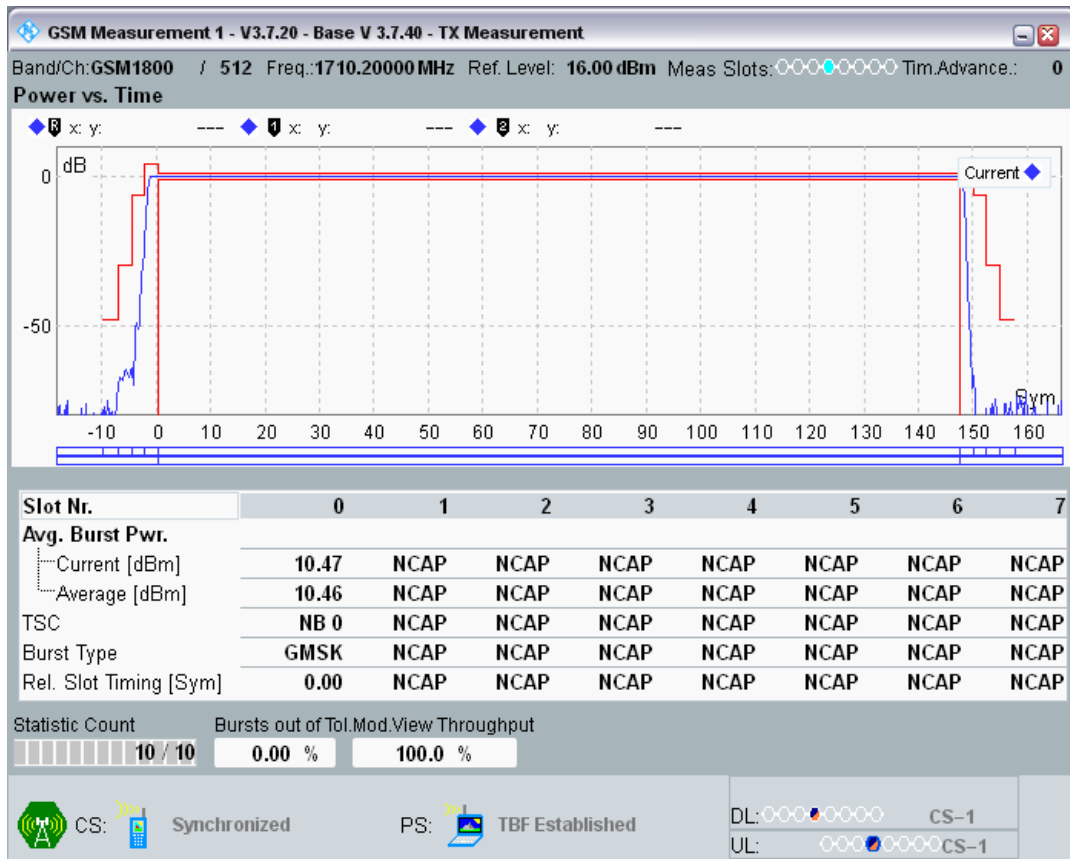 GSM Measurement 1 - V3.7.20 - Base V 3.7.40 - TX Measurement
Band/Ch:GSM1800 / 512 Freq.:1710.20000 MHz Ref. Level: 16.00 dBm Meas Slots: Tim.Advance.: 0
Power vs. Time
R x: y: --- 1 x: y: --- 2 x: y: ---
dB
Current
0
-50
Sym
-10 0 10 20 30 40 50 60 70 80 90 100 110 120 130 140 150 160
Slot Nr. 0 1 2 3 4 5 6 7
Avg. Burst Pwr.
Current [dBm] 10.47 NCAP NCAP NCAP NCAP NCAP NCAP NCAP
Average [dBm] 10.46 NCAP NCAP NCAP NCAP NCAP NCAP NCAP
TSC NB 0 NCAP NCAP NCAP NCAP NCAP NCAP NCAP
Burst Type GMSK NCAP NCAP NCAP NCAP NCAP NCAP NCAP
Rel. Slot Timing [Sym] 0.00 NCAP NCAP NCAP NCAP NCAP NCAP NCAP
Statistic Count Bursts out of Tol.Mod.View Throughput
10 / 10 0.00 % 100.0 %
CS: Synchronized PS: TBF Established
DL: CS-1
UL: CS-1